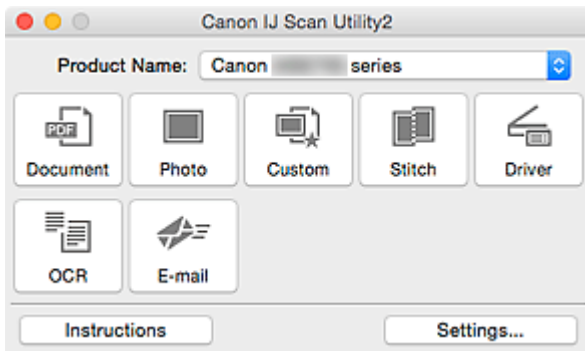 Canon IJ Scan Utility2
Product Name: Canon series
PDF
Document Photo Custom Stitch Driver
OCR E-mail
Instructions Settings...